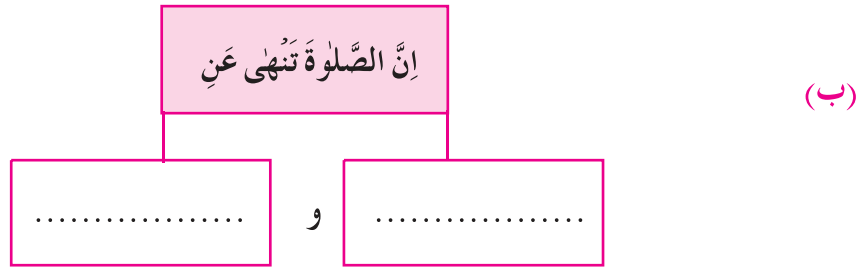 اِنَّ الصَّلٰوةَ تَنْهٰى عَنِ
(ب)
.................. و ..................